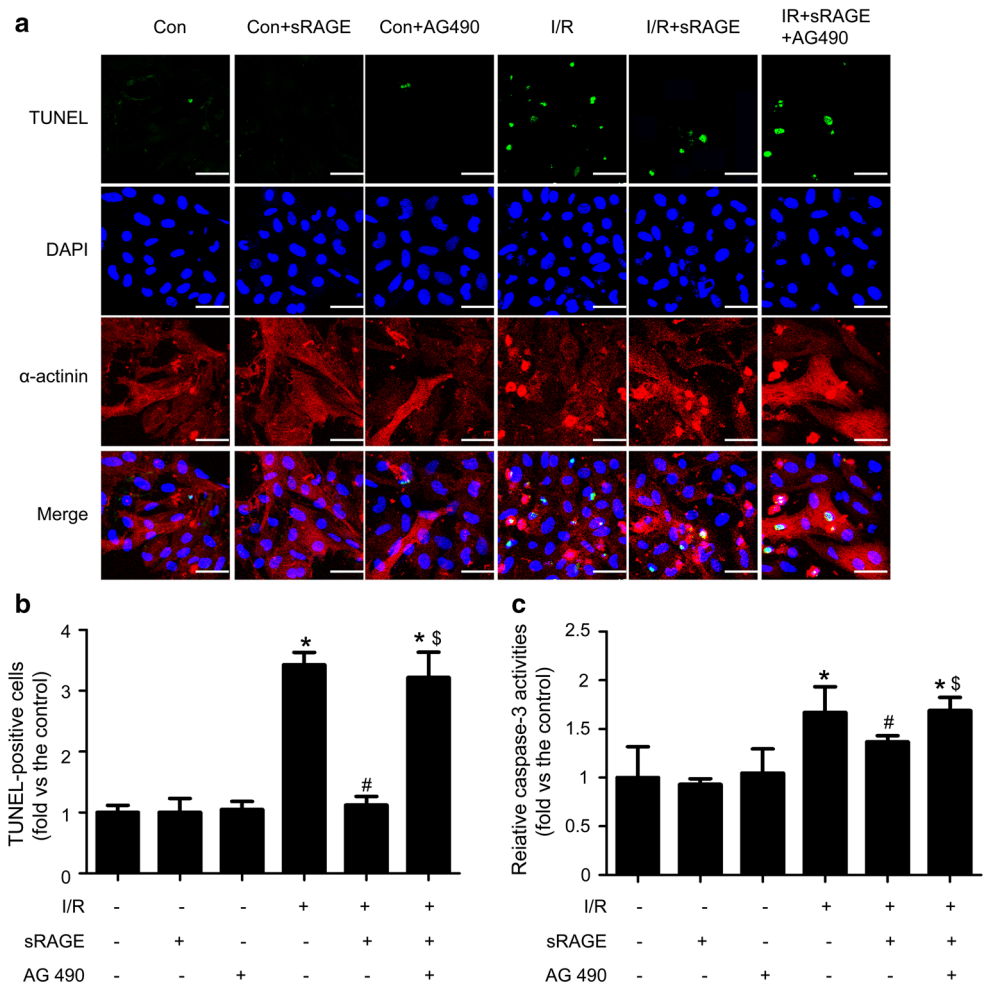 a
Con Con+sRAGE Con+AG490 I/R I/R+sRAGE IR+sRAGE
+AG490
TUNEL
DAPI
α-actinin
Merge
b
TUNEL-positive cells
(fold vs the control)
4
3
2
1
0
* # * $
I/R - - - + + +
sRAGE - + - + +
AG 490 - + +
c
Reiative caspase-3 activities
(fold vs the control)
2.5
2
1.5
1
0.5
0
* # * $
I/R - - - + + +
sRAGE - + - + +
AG 490 - + +